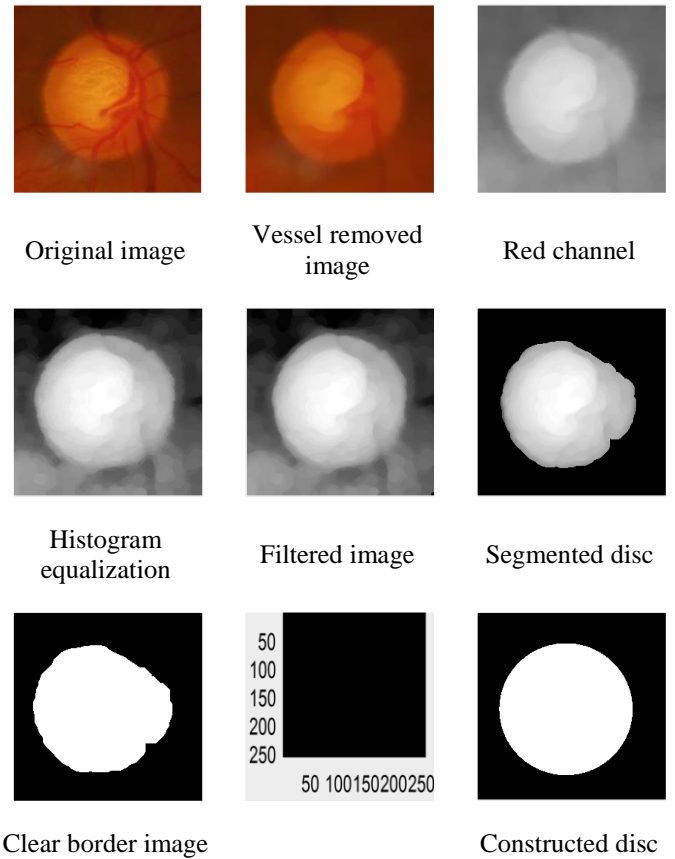 Original image
Vessel removed
image
Red channel
Histogram
equalization
Filtered image
Segmented disc
50
100
150
200
250
50 100150200250
Clear border image
Constructed disc